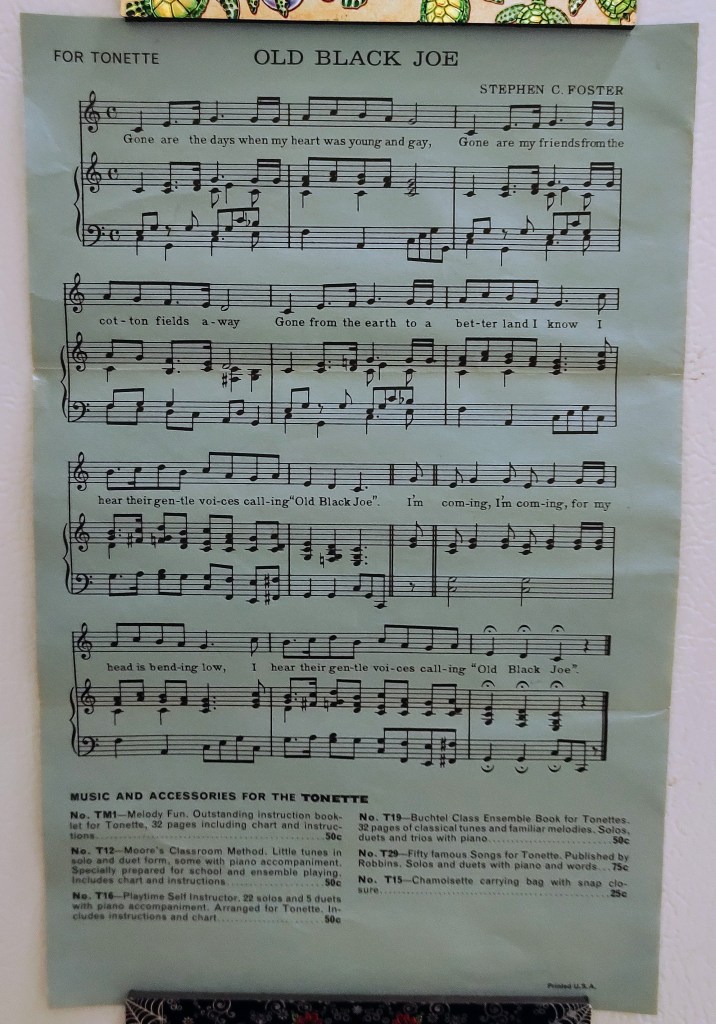 FOR TONETTE
OLD BLACK JOE
STEPHEN C. FOSTER
Gone are the days when my heart was young and gay, Gone are my friends from the
cot-ton fields a-way Gone from the earth to a bet-ter land I know I
hear their gen-tle voi-ces call-ing "Old Black Joe". I'm com-ing, I'm com-ing, for my
head is bend-ing low, I hear their gen-tle voi-ces call-ing "Old Black Joe".
MUSIC AND ACCESSORIES FOR THE TONETTE
No. TM1—Melody Fun. Outstanding instruction book-
let for Tonette, 32 pages including chart and instruc-
tions 50c
No. T12—Moore's Classroom Method. Little tunes in
solo and duet form, some with piano accompaniment.
Specially prepared for school and ensemble playing.
Includes chart and instructions 50c
No. T16—Playtime Self Instructor. 22 solos and 5 duets
with piano accompaniment. Arranged for Tonette. In-
cludes instructions and chart 50c
No. T19—Buchtel Class Ensemble Book for Tonettes.
32 pages of classical tunes and familiar melodies. Solos,
duets and trios with piano 50c
No. T29—Fifty famous Songs for Tonette. Published by
Robbins. Solos and duets with piano and words 75c
No. T15—Chamoisette carrying bag with snap clo-
sure 25c
Printed U.S.A.